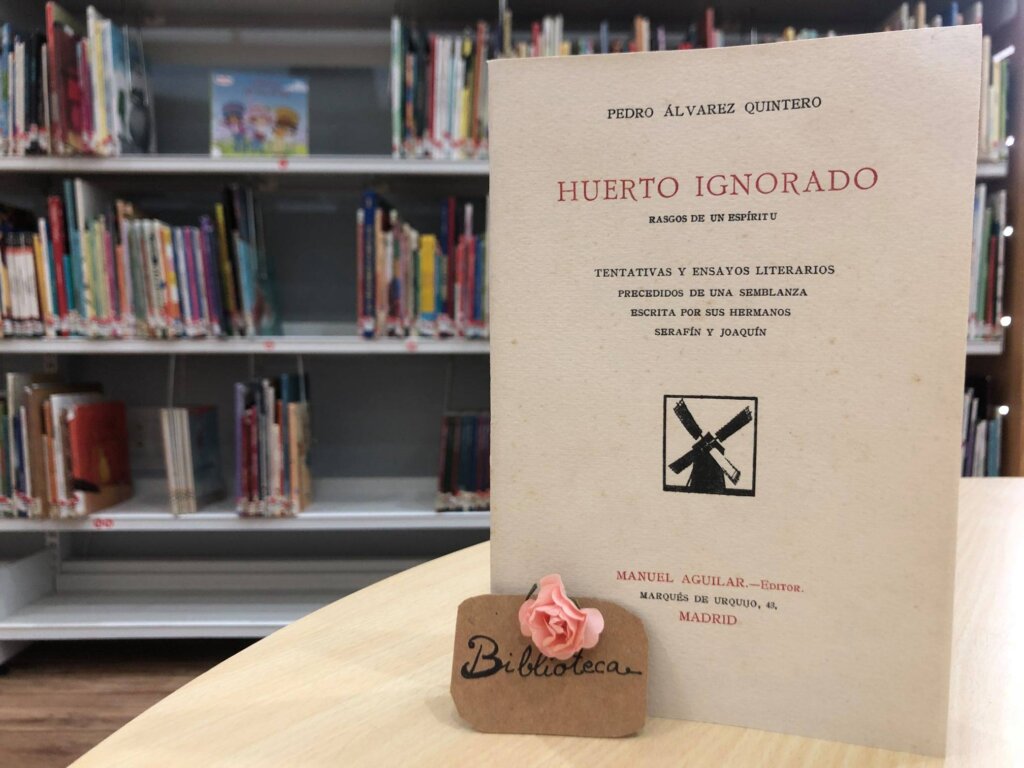 PEDRO ÁLVAREZ QUINTERO
HUERTO IGNORADO
RASGOS DE UN ESPÍRITU
TENTATIVAS Y ENSAYOS LITERARIOS
PRECEDIDOS DE UNA SEMBLANZA
ESCRITA POR SUS HERMANOS
SERAFÍN Y JOAQUÍN
MANUEL AGUILAR.—EDITOR.
MARQUÉS DE URQUIJO, 43,
MADRID
Biblioteca